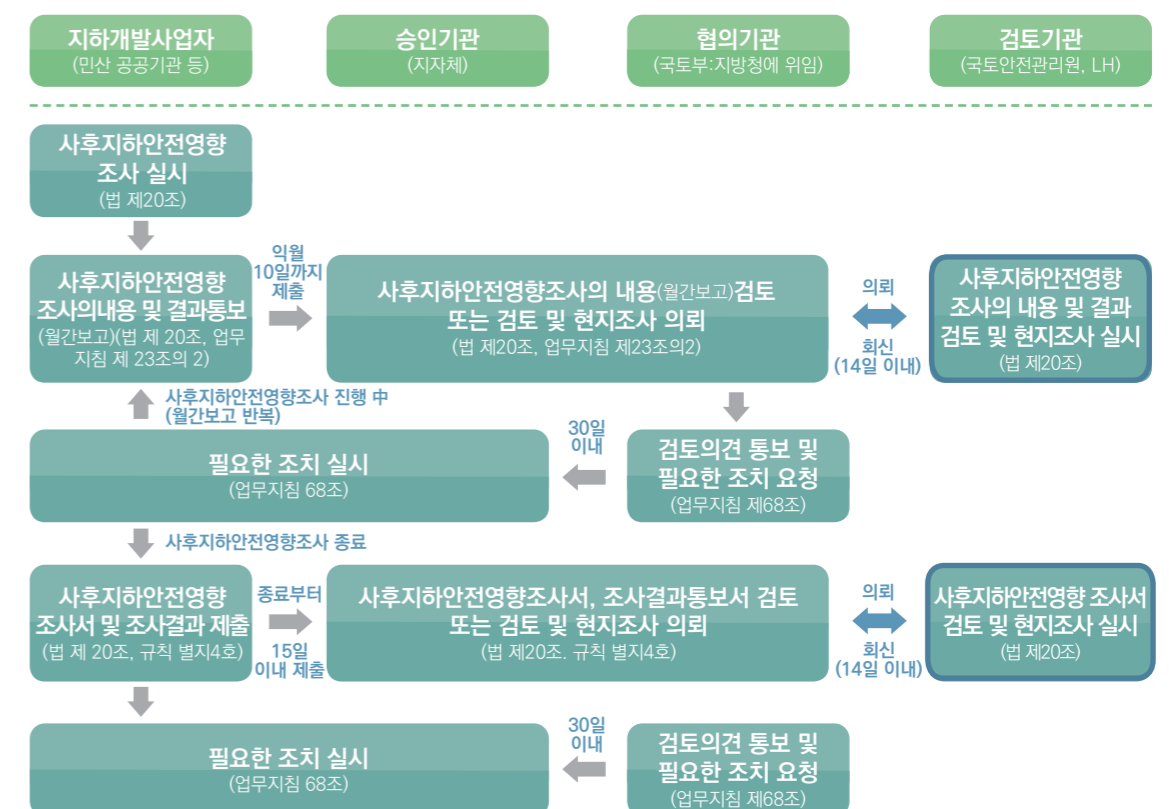 지하개발사업자
(민산 공공기관 등)
승인기관
(지자체)
협의기관
(국토부:지방청에 위임)
검토기관
(국토안전관리원, LH)
사후지하안전영향
조사 실시
(법 제20조)
사후지하안전영향
조사의내용 및 결과통보
(월간보고)(법 제 20조, 업무
지침 제 23조의 2)
익월
10일까지
제출
사후지하안전영향조사의 내용(월간보고)검토
또는 검토 및 현지조사 의뢰
(법 제20조, 업무지침 제23조의2)
의뢰
회신
(14일 이내)
사후지하안전영향
조사의 내용 및 결과
검토 및 현지조사 실시
(법 제20조)
사후지하안전영향조사 진행 中
(월간보고 반복)
필요한 조치 실시
(업무지침 68조)
30일
이내
검토의견 통보 및
필요한 조치 요청
(업무지침 제68조)
사후지하안전영향조사 종료
사후지하안전영향
조사서 및 조사결과 제출
(법 제 20조, 규칙 별지4호)
종료부터
15일
이내 제출
사후지하안전영향조사서, 조사결과통보서 검토
또는 검토 및 현지조사 의뢰
(법 제20조. 규칙 별지4호)
의뢰
회신
(14일 이내)
사후지하안전영향 조사서
검토 및 현지조사 실시
(법 제20조)
필요한 조치 실시
(업무지침 68조)
30일
이내
검토의견 통보 및
필요한 조치 요청
(업무지침 제68조)